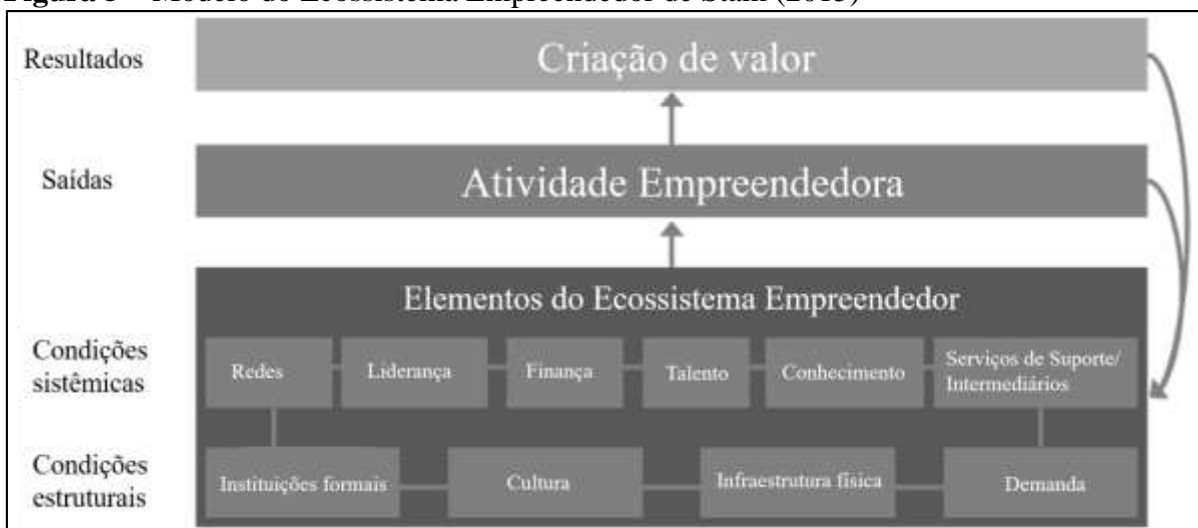 Resultados
Criação de valor
Saídas
Atividade Empreendedora
Elementos do Ecossistema Empreendedor
Condições
sistêmicas
Redes
Liderança
Finança
Talento
Conhecimento
Serviços de Suporte/
Intermediários
Condições
estruturais
Instituições formais
Cultura
Infraestrutura física
Demanda